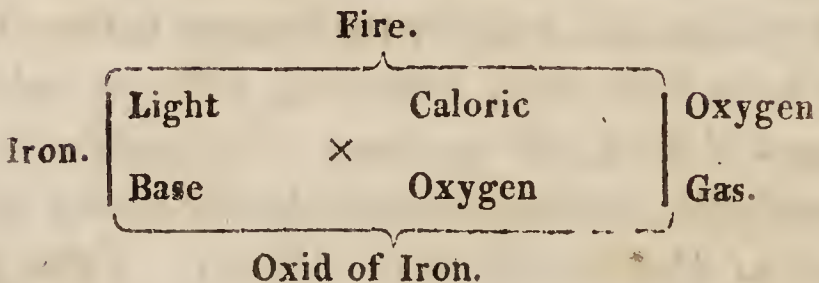 Fire.
Light Caloric Oxygen
Iron. ×
Base Oxygen Gas.
Oxid of Iron.